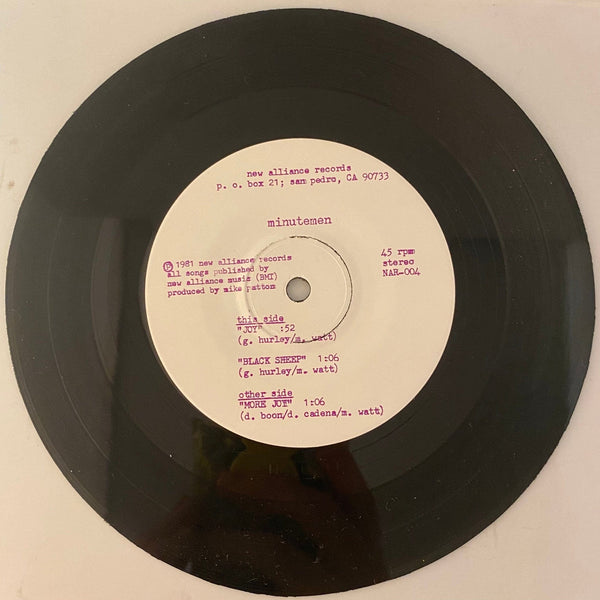 new alliance records
p. o. box 21; san pedro, CA 90733
minutemen
℗ 1981 new alliance records
all songs published by
new alliance music (BMI)
produced by mike patton
45 rpm
stereo
NAR-004
this side
"JOY" :52
(g. hurley/m. watt)
"BLACK SHEEP" 1:06
(g. hurley/m. watt)
other side
"MORE JOY" 1:06
(d. boon/d. cadena/m. watt)